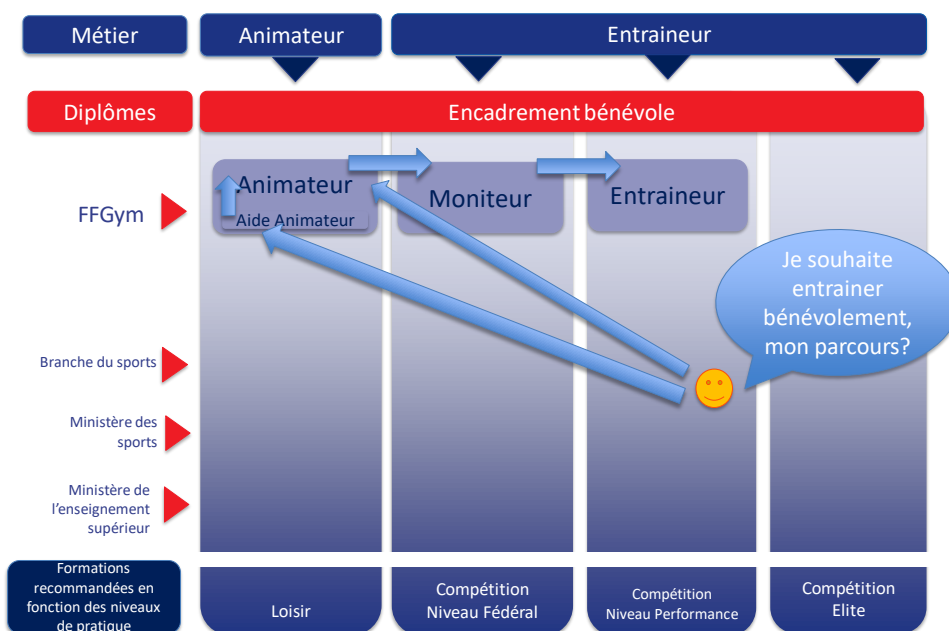 Métier
Animateur
Entraineur
Diplômes
Encadrement bénévole
FFGym
Animateur
Aide Animateur
Moniteur
Entraineur
Je souhaite
entrainer
bénévolement,
mon parcours?
Branche du sports
Ministère des
sports
Ministère de
l'enseignement
supérieur
Formations
recommandées en
fonction des niveaux
de pratique
Loisir
Compétition
Niveau Fédéral
Compétition
Niveau Performance
Compétition
Elite